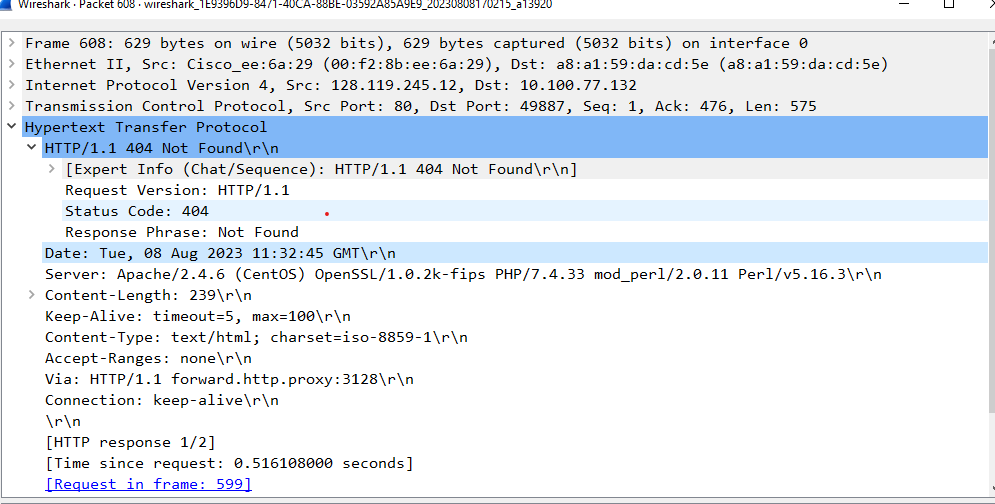 Wireshark · Packet 608 · wireshark_1E9396D9-8471-40CA-88BE-03592A85A9E9_20230808170215_a13920
Frame 608: 629 bytes on wire (5032 bits), 629 bytes captured (5032 bits) on interface 0
Ethernet II, Src: Cisco_ee:6a:29 (00:f2:8b:ee:6a:29), Dst: a8:a1:59:da:cd:5e (a8:a1:59:da:cd:5e)
Internet Protocol Version 4, Src: 128.119.245.12, Dst: 10.100.77.132
Transmission Control Protocol, Src Port: 80, Dst Port: 49887, Seq: 1, Ack: 476, Len: 575
Hypertext Transfer Protocol
HTTP/1.1 404 Not Found\r\n
[Expert Info (Chat/Sequence): HTTP/1.1 404 Not Found\r\n]
Request Version: HTTP/1.1
Status Code: 404
Response Phrase: Not Found
Date: Tue, 08 Aug 2023 11:32:45 GMT\r\n
Server: Apache/2.4.6 (CentOS) OpenSSL/1.0.2k-fips PHP/7.4.33 mod_perl/2.0.11 Perl/v5.16.3\r\n
Content-Length: 239\r\n
Keep-Alive: timeout=5, max=100\r\n
Content-Type: text/html; charset=iso-8859-1\r\n
Accept-Ranges: none\r\n
Via: HTTP/1.1 forward.http.proxy:3128\r\n
Connection: keep-alive\r\n
\r\n
[HTTP response 1/2]
[Time since request: 0.516108000 seconds]
[Request in frame: 599]